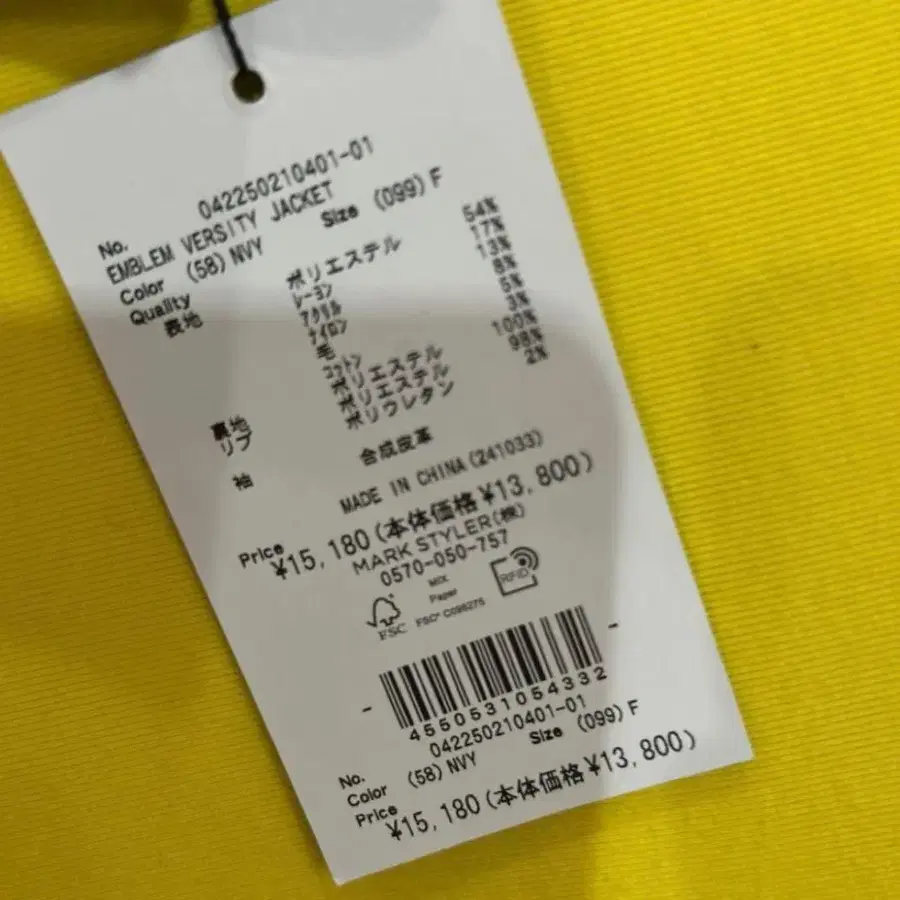 No. 042250210401-01
EMBLEM VERSITY JACKET
Color (58) NVY Size (099) F
Quality
表地 ポリエステル 54%
レーヨン 17%
アクリル 13%
ナイロン 8%
毛 5%
コットン 3%
裏地 ポリエステル 100%
リブ ポリエステル 98%
ポリウレタン 2%
袖 合成皮革
MADE IN CHINA (241033)
Price ¥15,180 (本体価格¥13,800)
MARK STYLER(株)
0570-050-757
MIX
Paper
FSC FSC® C095275
RFID
4550531054332
No. 042250210401-01
Color (58) NVY Size (099) F
Price ¥15,180 (本体価格¥13,800)